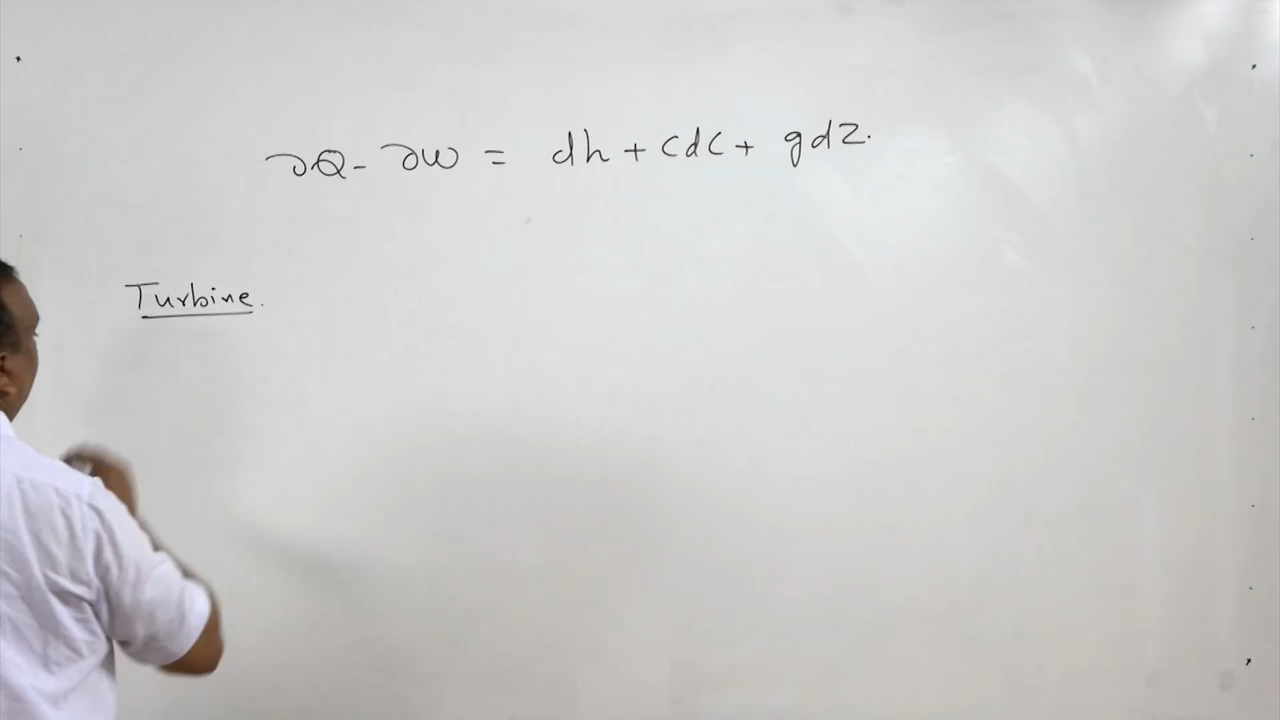 ∂Q - ∂w = dh + cdc + gdz.
Turbine.